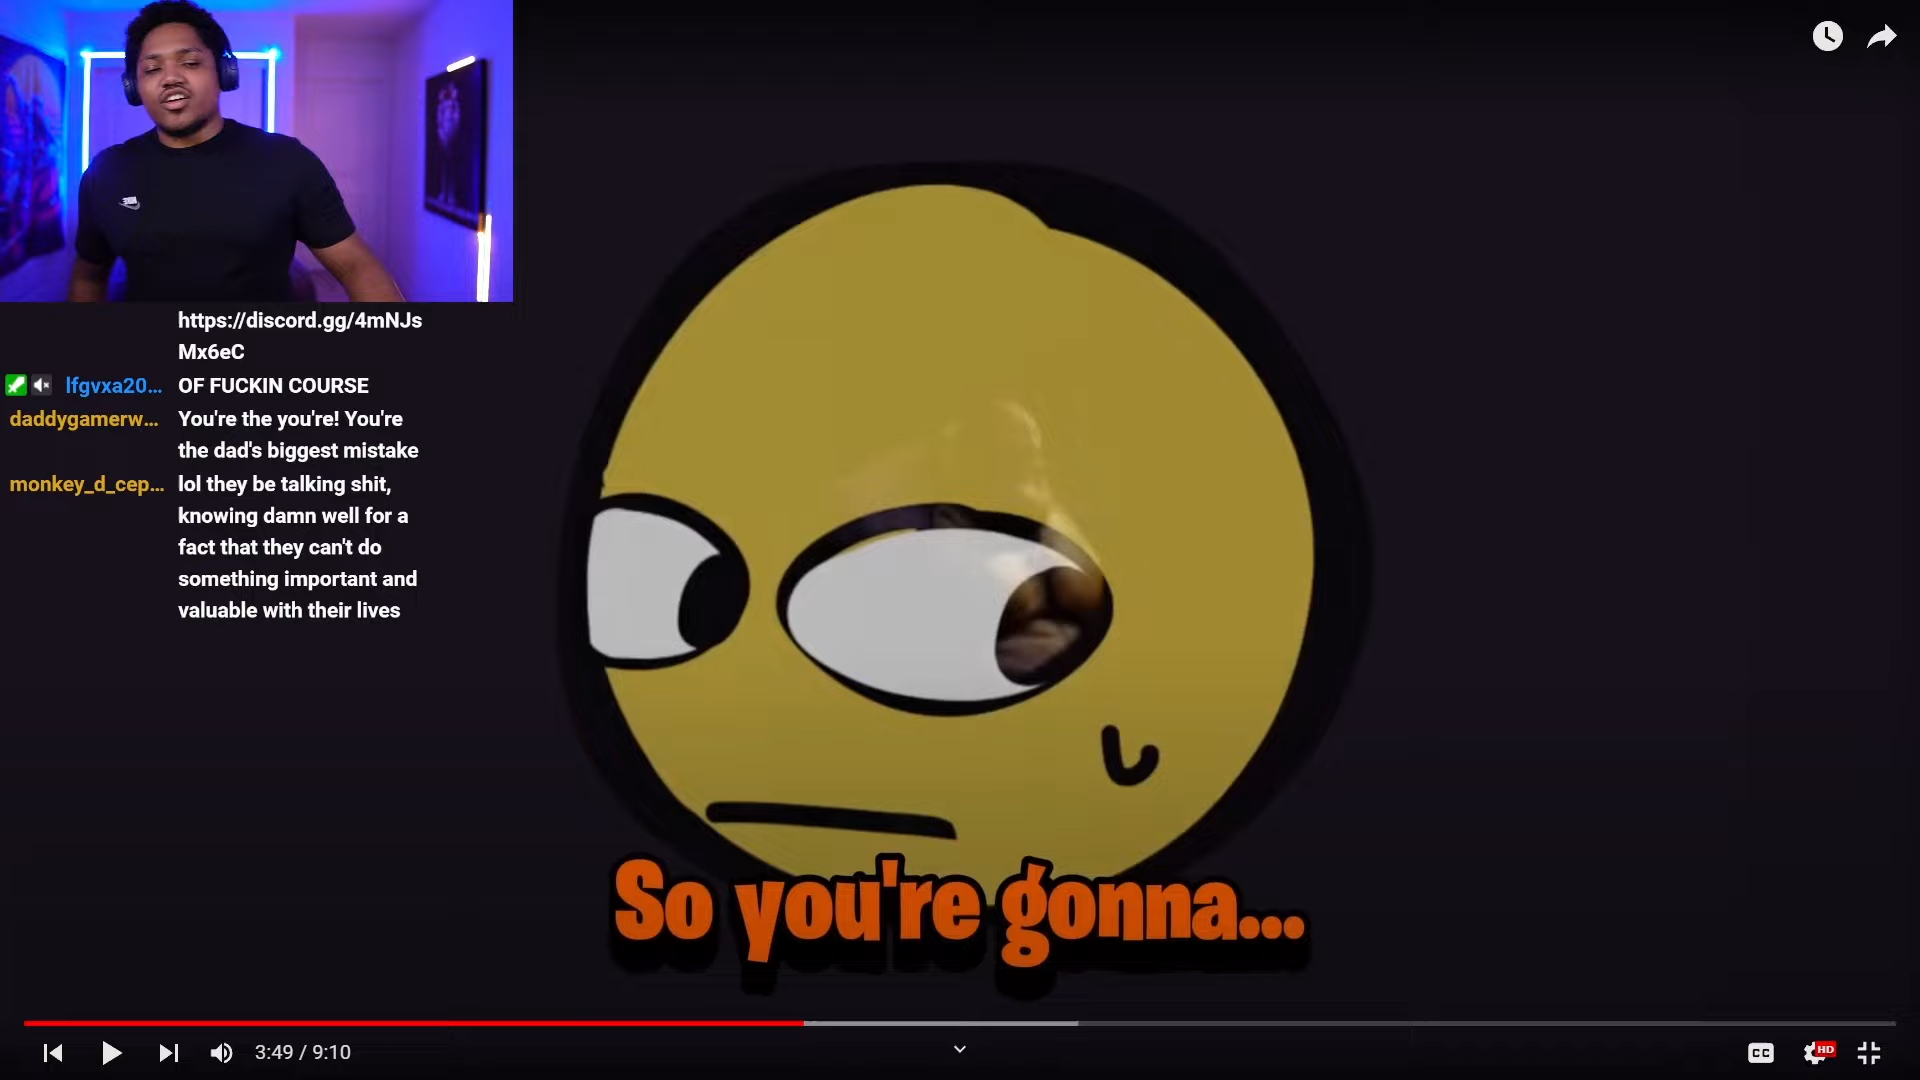 https://discord.gg/4mNJs
Mx6eC
lfgvxa20... OF FUCKIN COURSE
daddygamerw... You're the you're! You're
the dad's biggest mistake
monkey_d_cep... lol they be talking shit,
knowing damn well for a
fact that they can't do
something important and
valuable with their lives
So you're gonna...
3:49 / 9:10
CC
HD